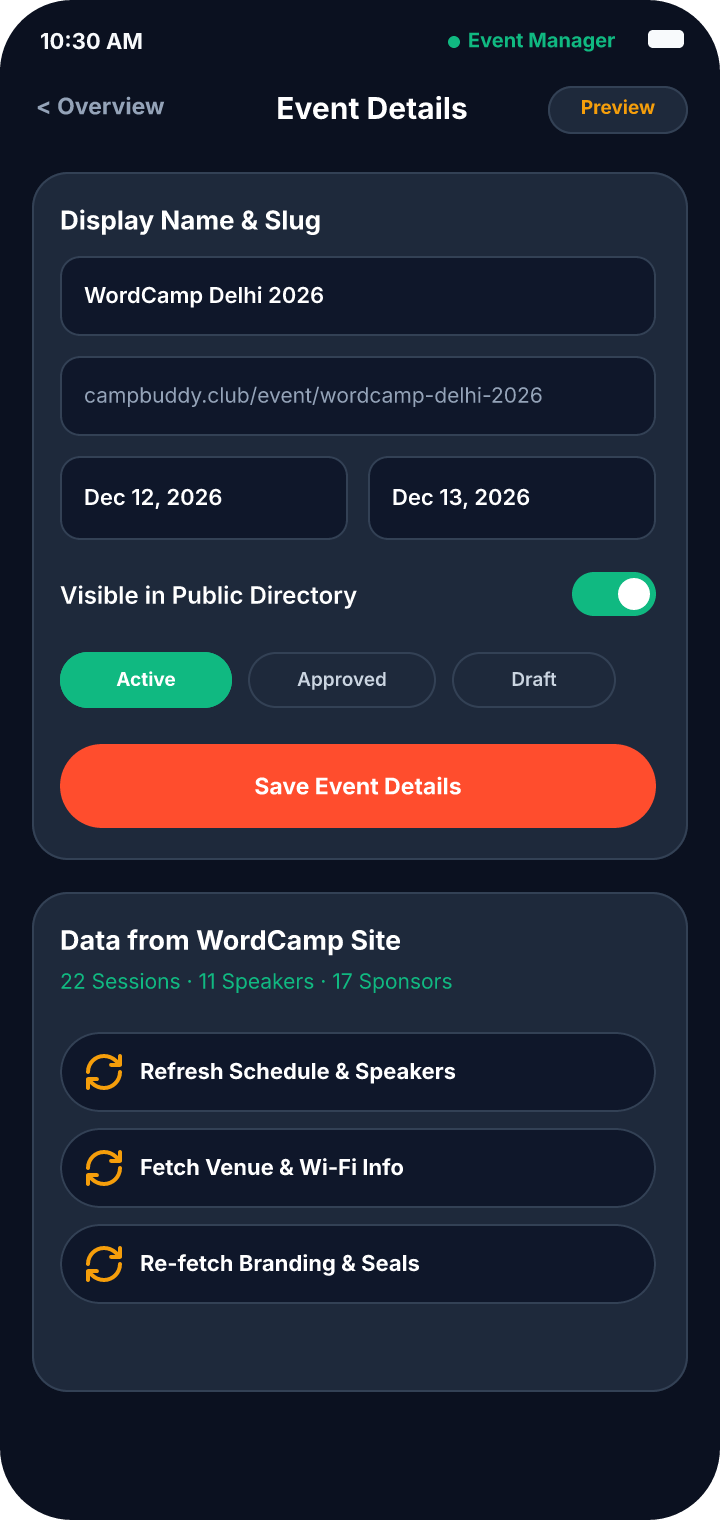 10:30 AM
Event Manager
< Overview
Event Details
Preview
Display Name & Slug
WordCamp Delhi 2026
campbuddy.club/event/wordcamp-delhi-2026
Dec 12, 2026
Dec 13, 2026
Visible in Public Directory
Active
Approved
Draft
Save Event Details
Data from WordCamp Site
22 Sessions · 11 Speakers · 17 Sponsors
Refresh Schedule & Speakers
Fetch Venue & Wi-Fi Info
Re-fetch Branding & Seals